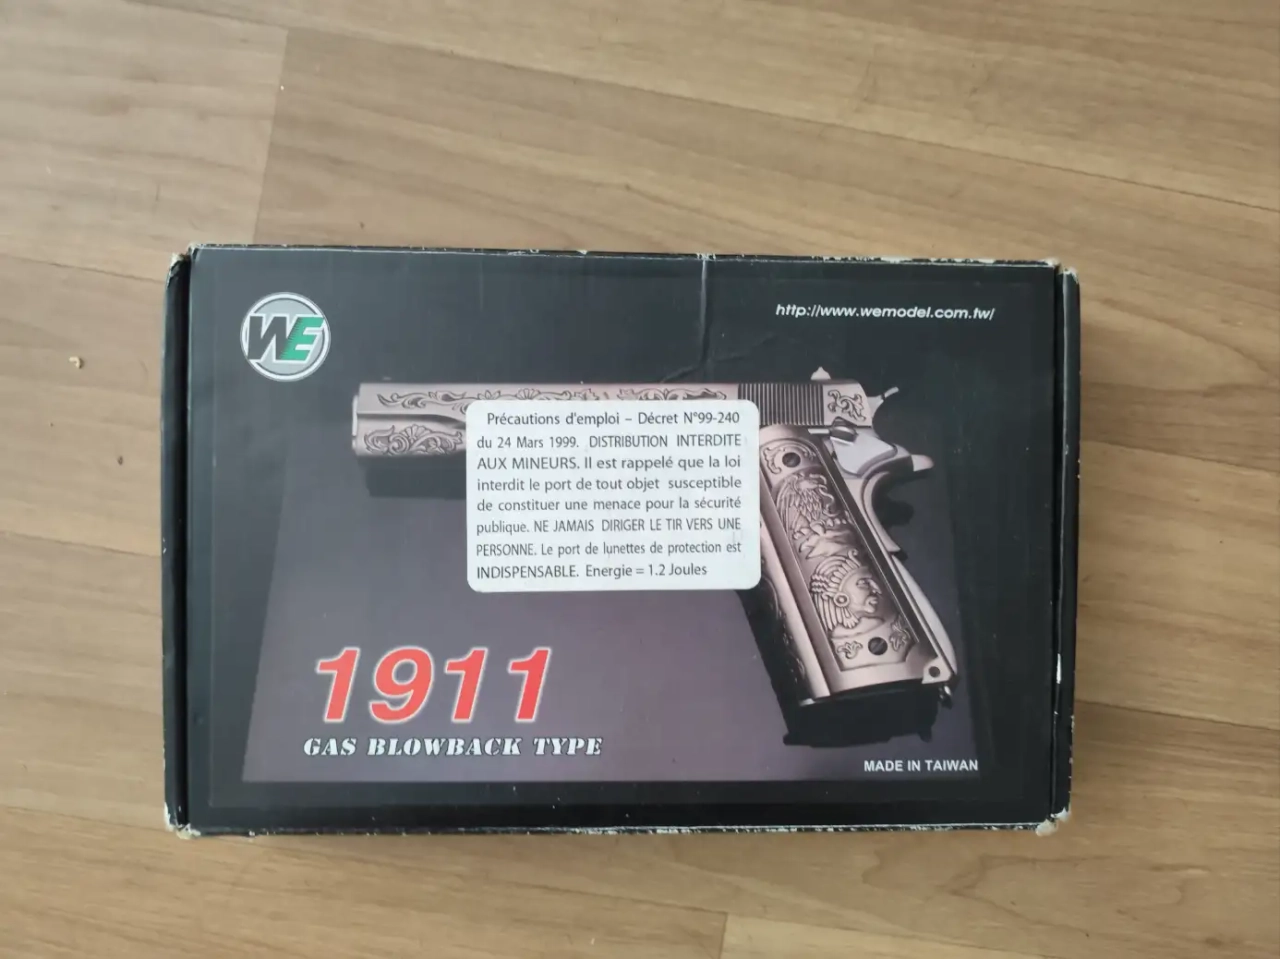 WE
http://www.wemodel.com.tw/
Précautions d'emploi – Décret N°99-240
du 24 Mars 1999. DISTRIBUTION INTERDITE
AUX MINEURS. Il est rappelé que la loi
interdit le port de tout objet susceptible
de constituer une menace pour la sécurité
publique. NE JAMAIS DIRIGER LE TIR VERS UNE
PERSONNE. Le port de lunettes de protection est
INDISPENSABLE. Energie = 1.2 Joules
1911
GAS BLOWBACK TYPE
MADE IN TAIWAN